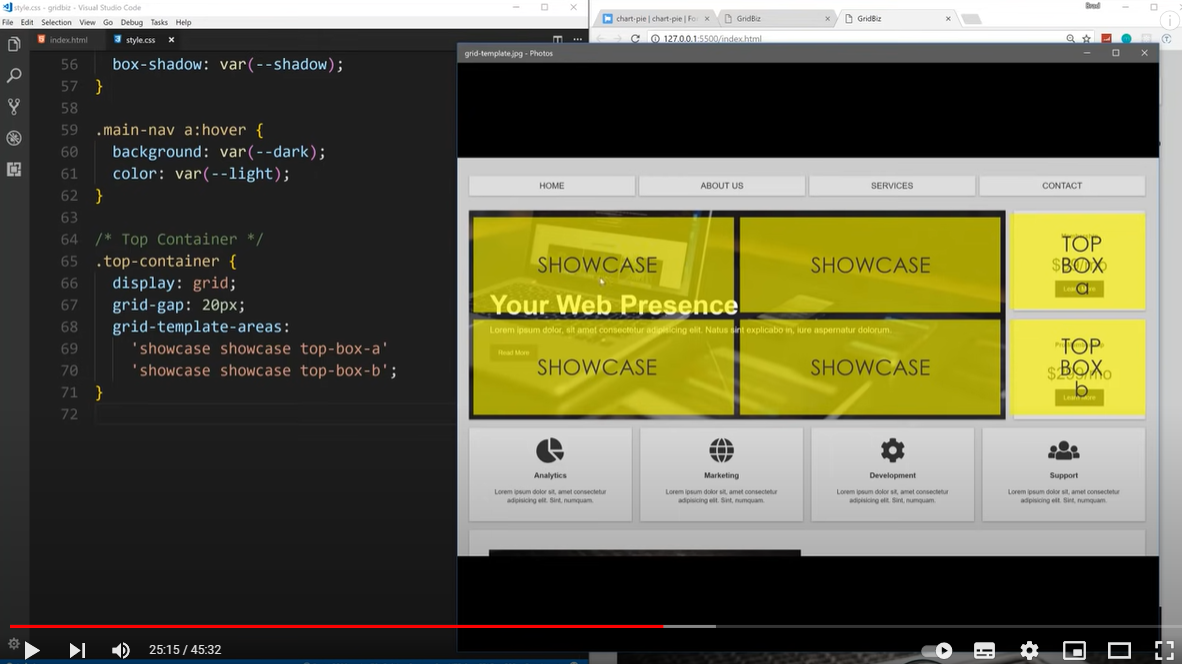 style.css - gridbiz - Visual Studio Code
File Edit Selection View Go Debug Tasks Help
index.html style.css
56 box-shadow: var(--shadow);
57 }
58
59 .main-nav a:hover {
60 background: var(--dark);
61 color: var(--light);
62 }
63
64 /* Top Container */
65 .top-container {
66 display: grid;
67 grid-gap: 20px;
68 grid-template-areas:
69 'showcase showcase top-box-a'
70 'showcase showcase top-box-b';
71 }
72
Brad
chart-pie | chart-pie | Fo GridBiz GridBiz
127.0.0.1:5500/index.html
grid-template.jpg - Photos
HOME ABOUT US SERVICES CONTACT
SHOWCASE SHOWCASE
TOP
BOX
a
Learn More
Your Web Presence
Lorem ipsum dolor, sit amet consectetur adipisicing elit. Natus sint explicabo in, iure aspernatur dolorum.
Read More
SHOWCASE SHOWCASE
TOP
BOX
b
Learn More
Analytics Marketing Development Support
Lorem ipsum dolor sit, amet consectetur
adipisicing elit. Sint, numquam.
Lorem ipsum dolor sit, amet consectetur
adipisicing elit. Sint, numquam.
Lorem ipsum dolor sit, amet consectetur
adipisicing elit. Sint, numquam.
Lorem ipsum dolor sit, amet consectetur
adipisicing elit. Sint, numquam.
25:15 / 45:32